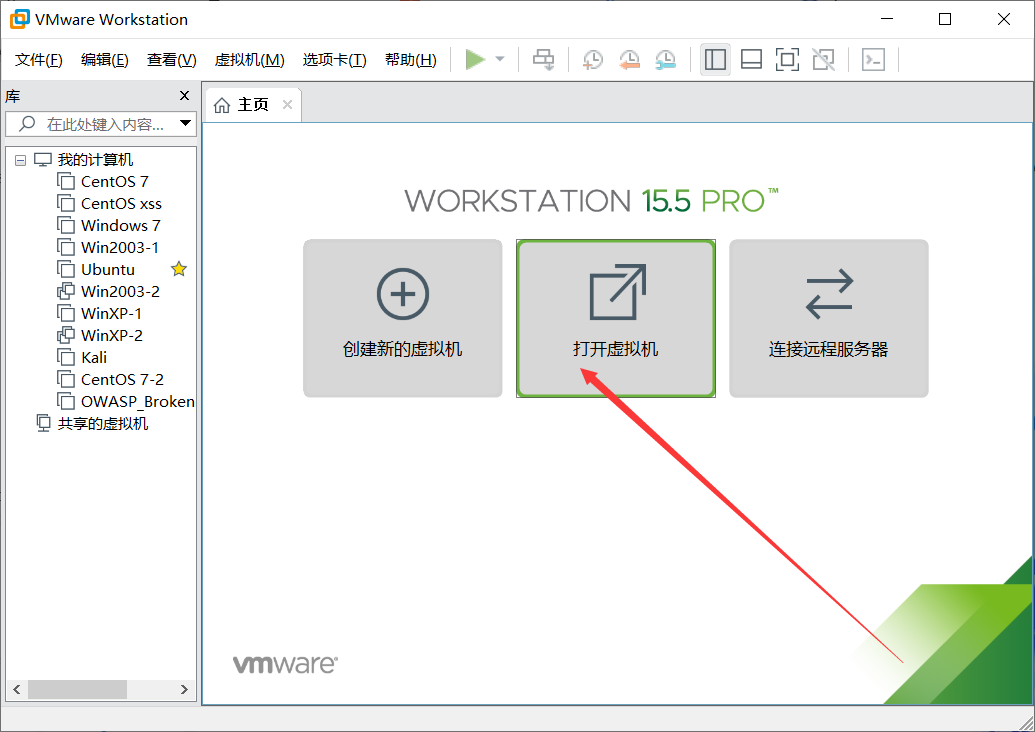 VMware Workstation
文件(F) 编辑(E) 查看(V) 虚拟机(M) 选项卡(T) 帮助(H)
库
在此处键入内容...
主页
我的计算机
CentOS 7
CentOS xss
Windows 7
Win2003-1
Ubuntu
Win2003-2
WinXP-1
WinXP-2
Kali
CentOS 7-2
OWASP_Broken
共享的虚拟机
WORKSTATION 15.5 PRO™
创建新的虚拟机
打开虚拟机
连接远程服务器
vmware®